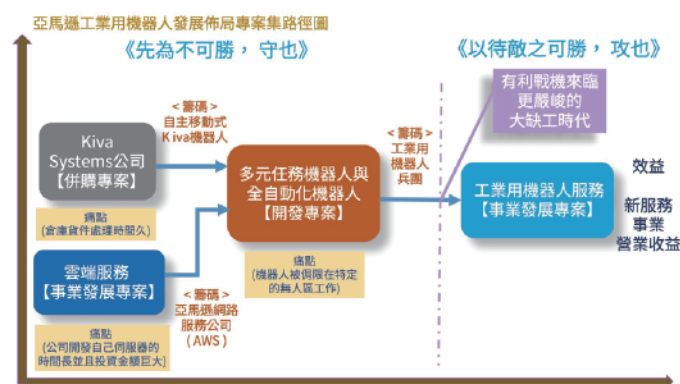 亞馬遜工業用機器人發展佈局專案集路徑圖
《先為不可勝，守也》
《以待敵之可勝，攻也》
有利戰機來臨
更嚴峻的
大缺工時代
<籌碼>
自主移動式
Kiva機器人
Kiva
Systems公司
【併購專案】
<籌碼>
工業用
機器人
兵團
多元任務機器人與
全自動化機器人
【開發專案】
工業用機器人服務
【事業發展專案】
效益
新服務
事業
營業收益
痛點
(倉庫貨件處理時間久)
雲端服務
【事業發展專案】
痛點
(機器人被侷限在特定
的無人區工作)
<籌碼>
亞馬遜網路
服務公司
(AWS)
痛點
(公司開發自己伺服器的
時間長並且投資金額巨大)